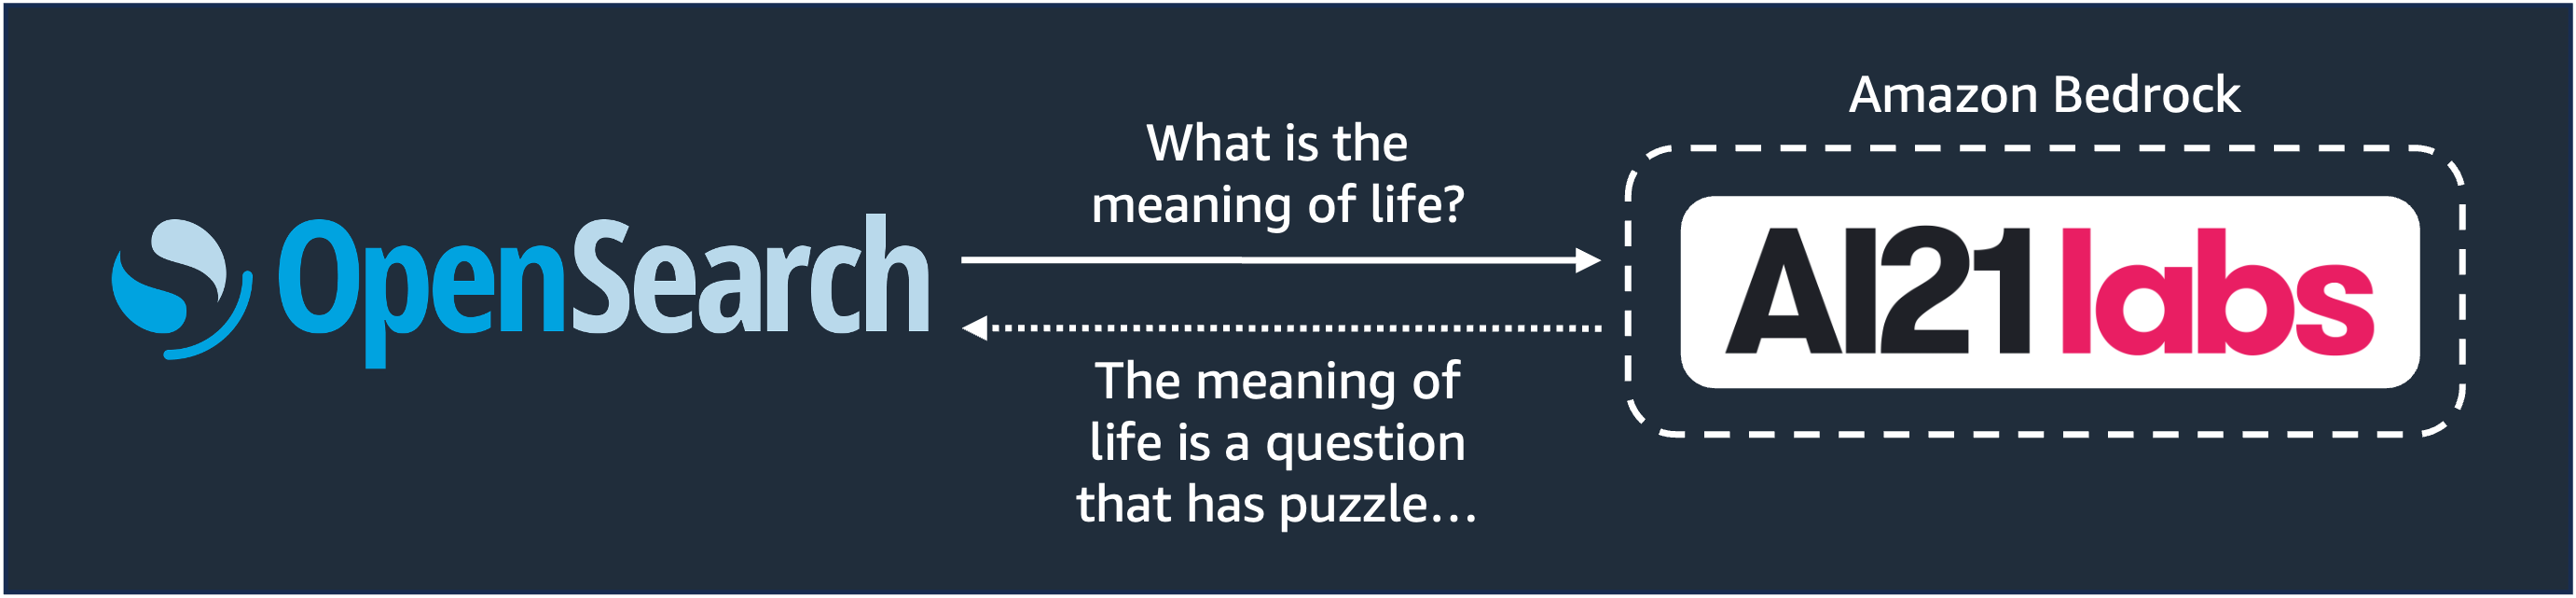 Amazon Bedrock
What is the
meaning of life?
OpenSearch
AI21 labs
The meaning of
life is a question
that has puzzle...